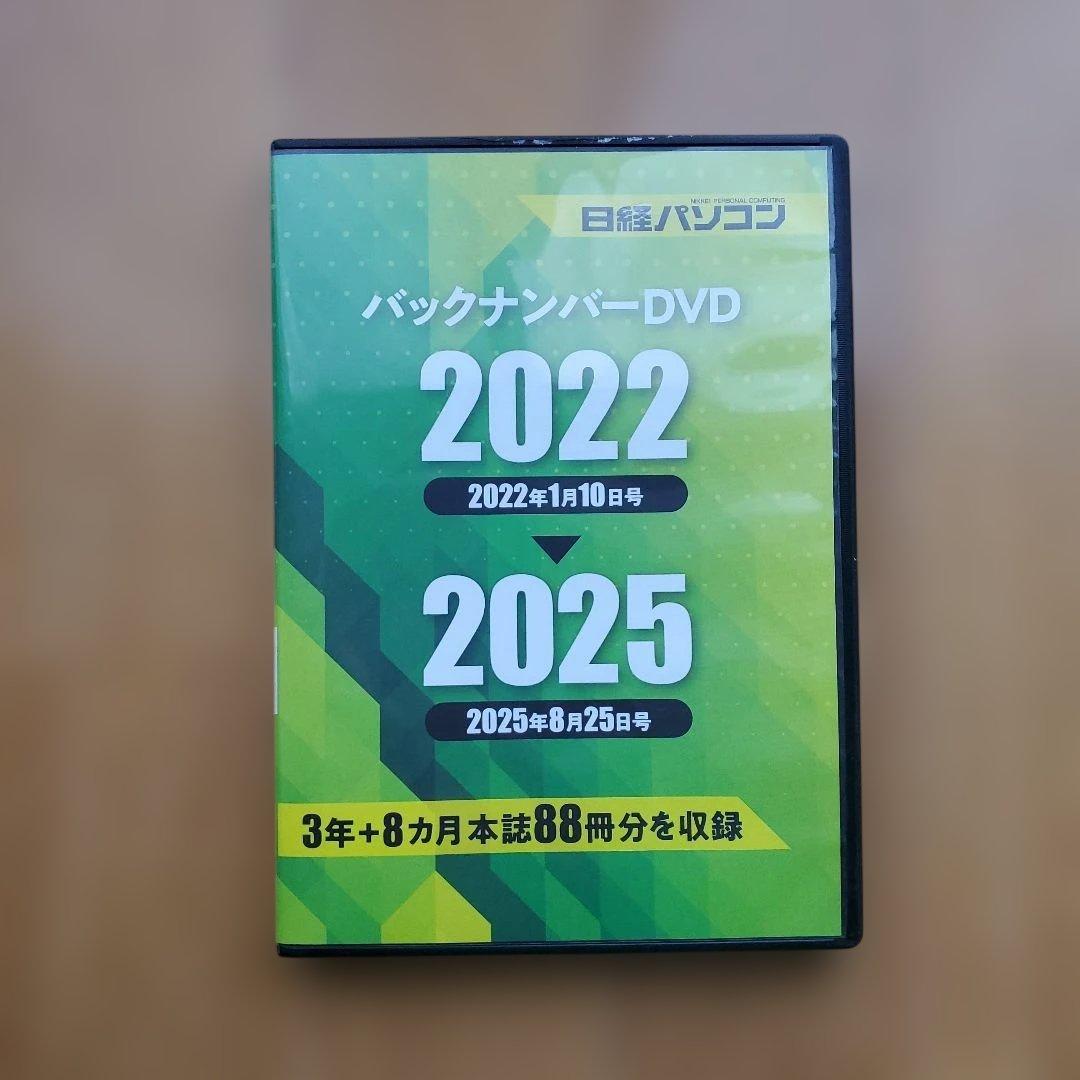 NIKKEI PERSONAL COMPUTING
日経パソコン
バックナンバーDVD
2022
2022年1月10日号
2025
2025年8月25日号
3年+8カ月本誌88冊分を収録